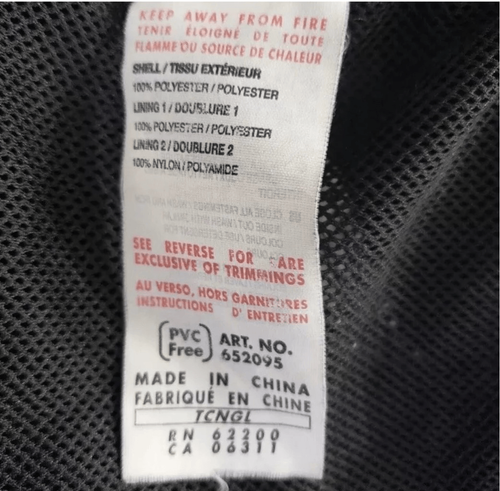 KEEP AWAY FROM FIRE
TENIR ÉLOIGNÉ DE TOUTE
FLAMME OU SOURCE DE CHALEUR
SHELL / TISSU EXTÉRIEUR
100% POLYESTER / POLYESTER
LINING 1 / DOUBLURE 1
100% POLYESTER / POLYESTER
LINING 2 / DOUBLURE 2
100% NYLON / POLYAMIDE
SEE REVERSE FOR CARE
EXCLUSIVE OF TRIMMINGS
AU VERSO, HORS GARNITURES
INSTRUCTIONS D'ENTRETIEN
PVC Free
ART. NO.
652095
MADE IN CHINA
FABRIQUÉ EN CHINE
TCNGL
RN 62200
CA 06311